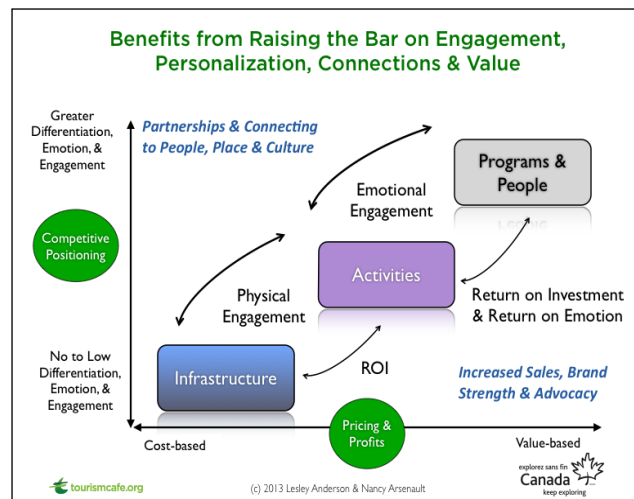 Benefits from Raising the Bar on Engagement,
Personalization, Connections & Value
Greater
Differentiation,
Emotion, &
Engagement
Partnerships & Connecting
to People, Place & Culture
Programs &
People
Emotional
Engagement
Competitive
Positioning
Activities
Physical
Engagement
Return on Investment
& Return on Emotion
No to Low
Differentiation,
Emotion, &
Engagement
Infrastructure
ROI
Increased Sales, Brand
Strength & Advocacy
Pricing &
Profits
Cost-based
Value-based
tourismcafe.org
(c) 2013 Lesley Anderson & Nancy Arsenault
explorez sans fin
Canada
keep exploring